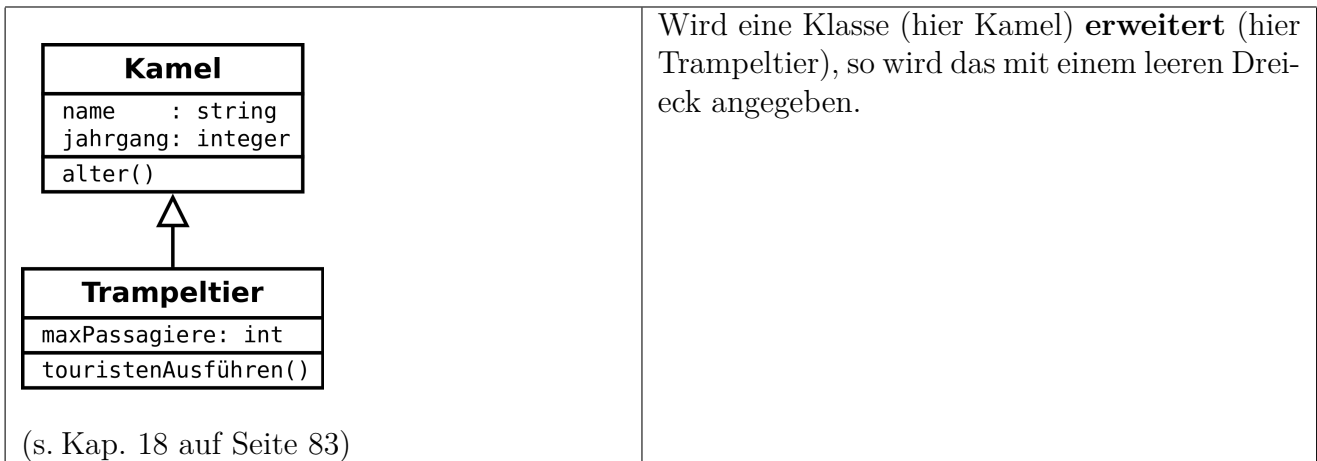 Kamel
name : string
jahrgang: integer
alter()
Trampeltier
maxPassagiere: int
touristenAusführen()
(s. Kap. 18 auf Seite 83)
Wird eine Klasse (hier Kamel) erweitert (hier
Trampeltier), so wird das mit einem leeren Drei-
eck angegeben.